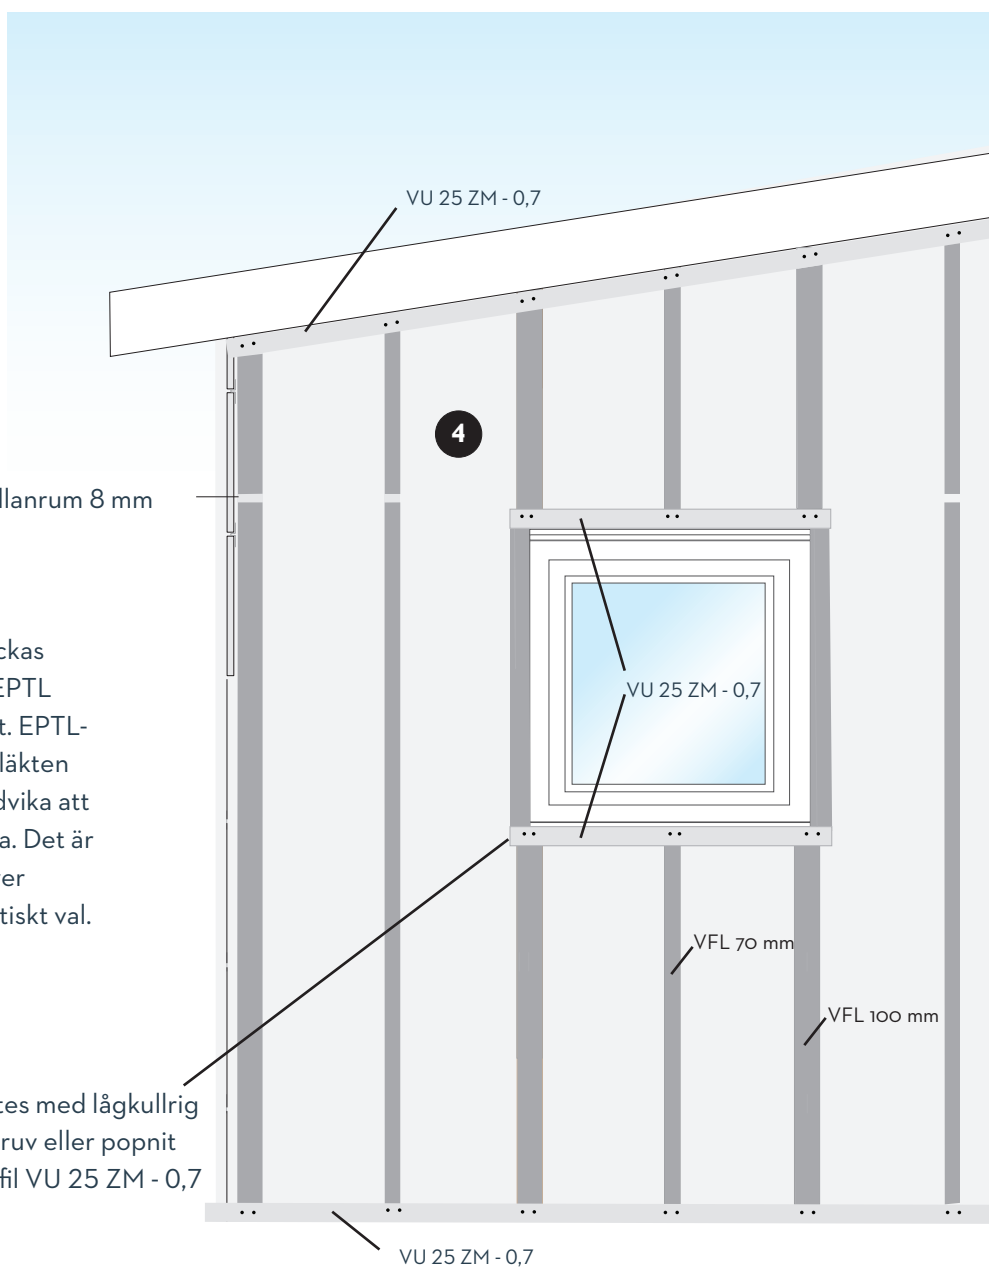 VU 25 ZM - 0,7
4
llanrum 8 mm
ckas
EPTL
t. EPTL-
läkten
dvika att
a. Det är
er
tiskt val.
VU 25 ZM - 0,7
VFL 70 mm
VFL 100 mm
tes med lågkullrig
ruv eller popnit
fil VU 25 ZM - 0,7
VU 25 ZM - 0,7